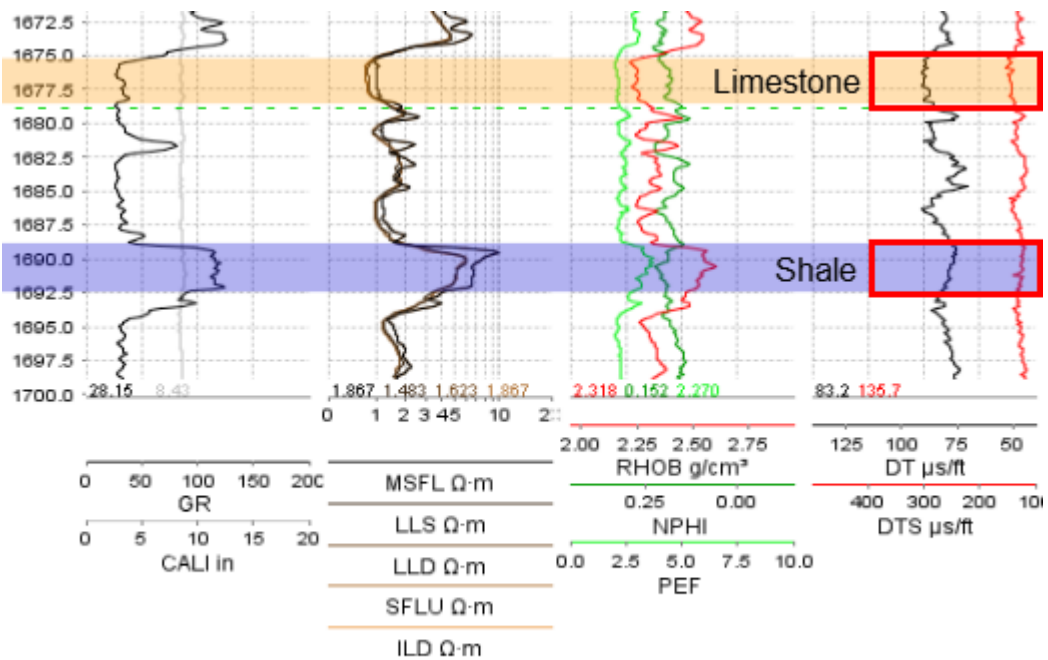 1672.5
1675.0
1677.5
Limestone
1680.0
1682.5
1685.0
1687.5
1690.0
Shale
1692.5
1695.0
1697.5
28.15 8.43 1.867 1.483 1.623 1.867 2.318 0.152 2.270 83.2 135.7
1700.0
0 1 2 3 45 10
2.00 2.25 2.50 2.75
125 100 75 50
RHOB g/cm³
DT µs/ft
0 50 100 150 200
GR
MSFL Ω·m
0.25 0.00
400 300 200 100
NPHI
DTS µs/ft
0 5 10 15 20
CALI in
LLS Ω·m
0.0 2.5 5.0 7.5 10.0
PEF
LLD Ω·m
SFLU Ω·m
ILD Ω·m